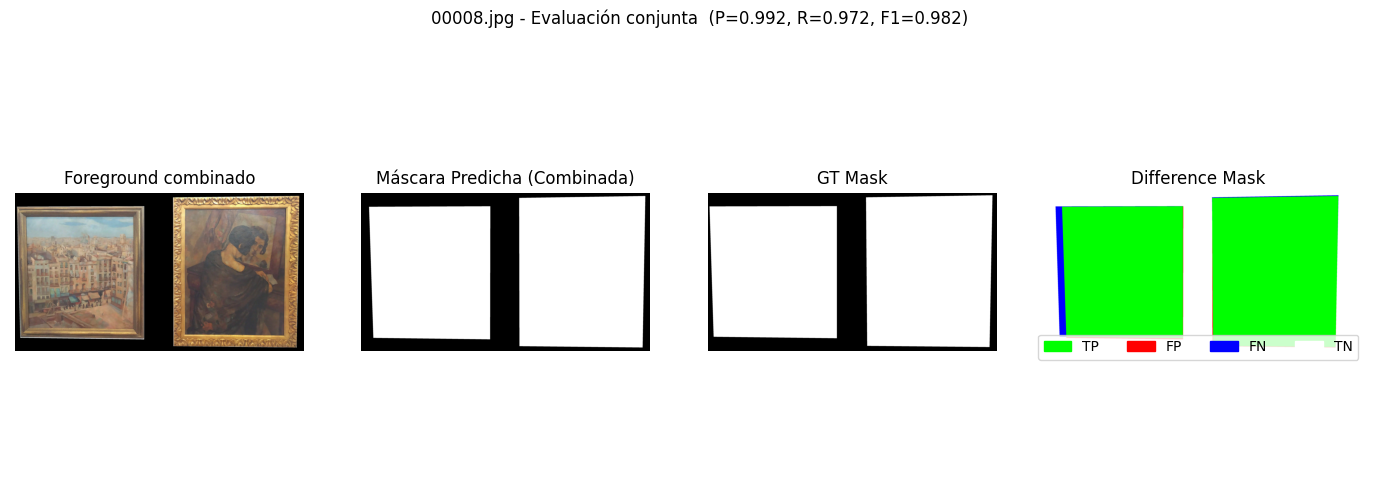 00008.jpg - Evaluación conjunta  (P=0.992, R=0.972, F1=0.982)
Foreground combinado
Máscara Predicha (Combinada)
GT Mask
Difference Mask
TP FP FN TN